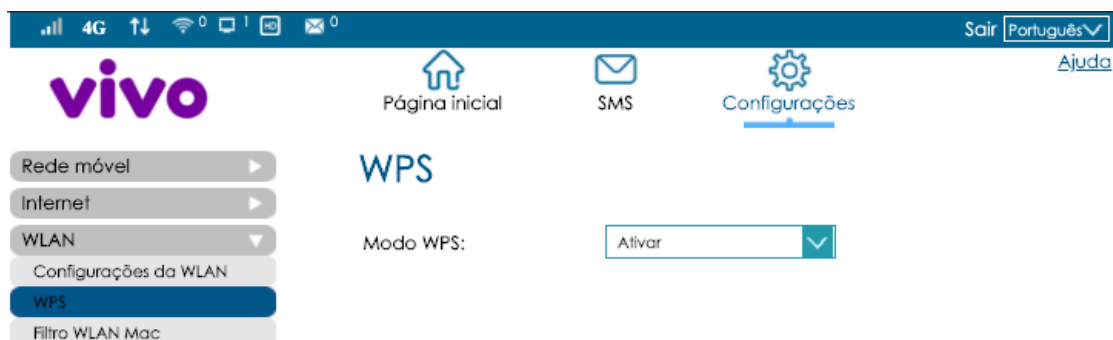 4G 0 1 HD 0 Sair Português
Ajuda
vivo
Página inicial SMS Configurações
Rede móvel
WPS
Internet
WLAN
Modo WPS: Ativar
Configurações da WLAN
WPS
Filtro WLAN Mac